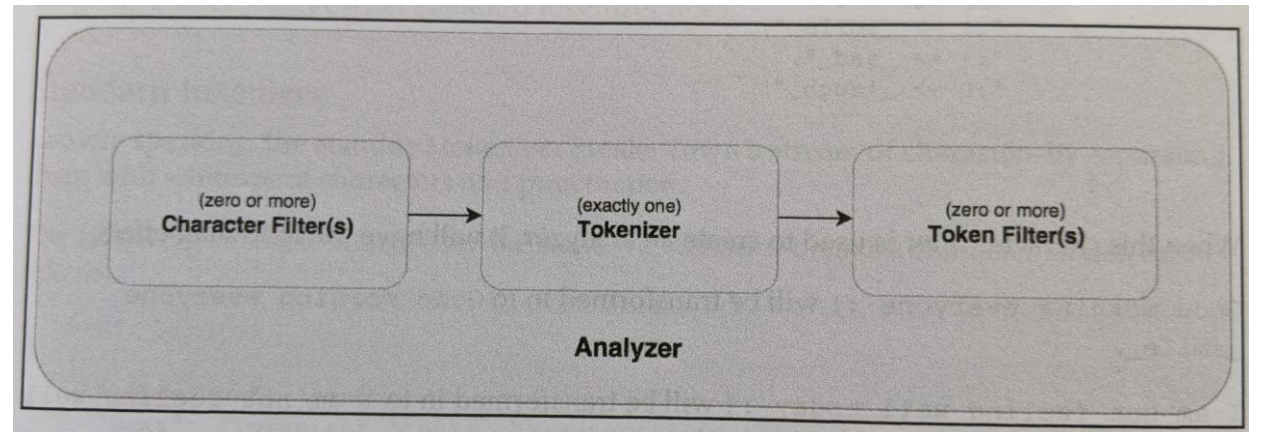 (zero or more)
Character Filter(s)
(exactly one)
Tokenizer
(zero or more)
Token Filter(s)
Analyzer